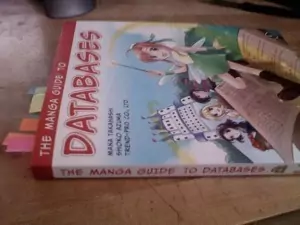 THE MANGA GUIDE TO
DATABASES
MANA TAKAHASHI
SHOKO AZUMA
TREND-PRO CO., LTD.
THE MANGA GUIDE TO DATABASES